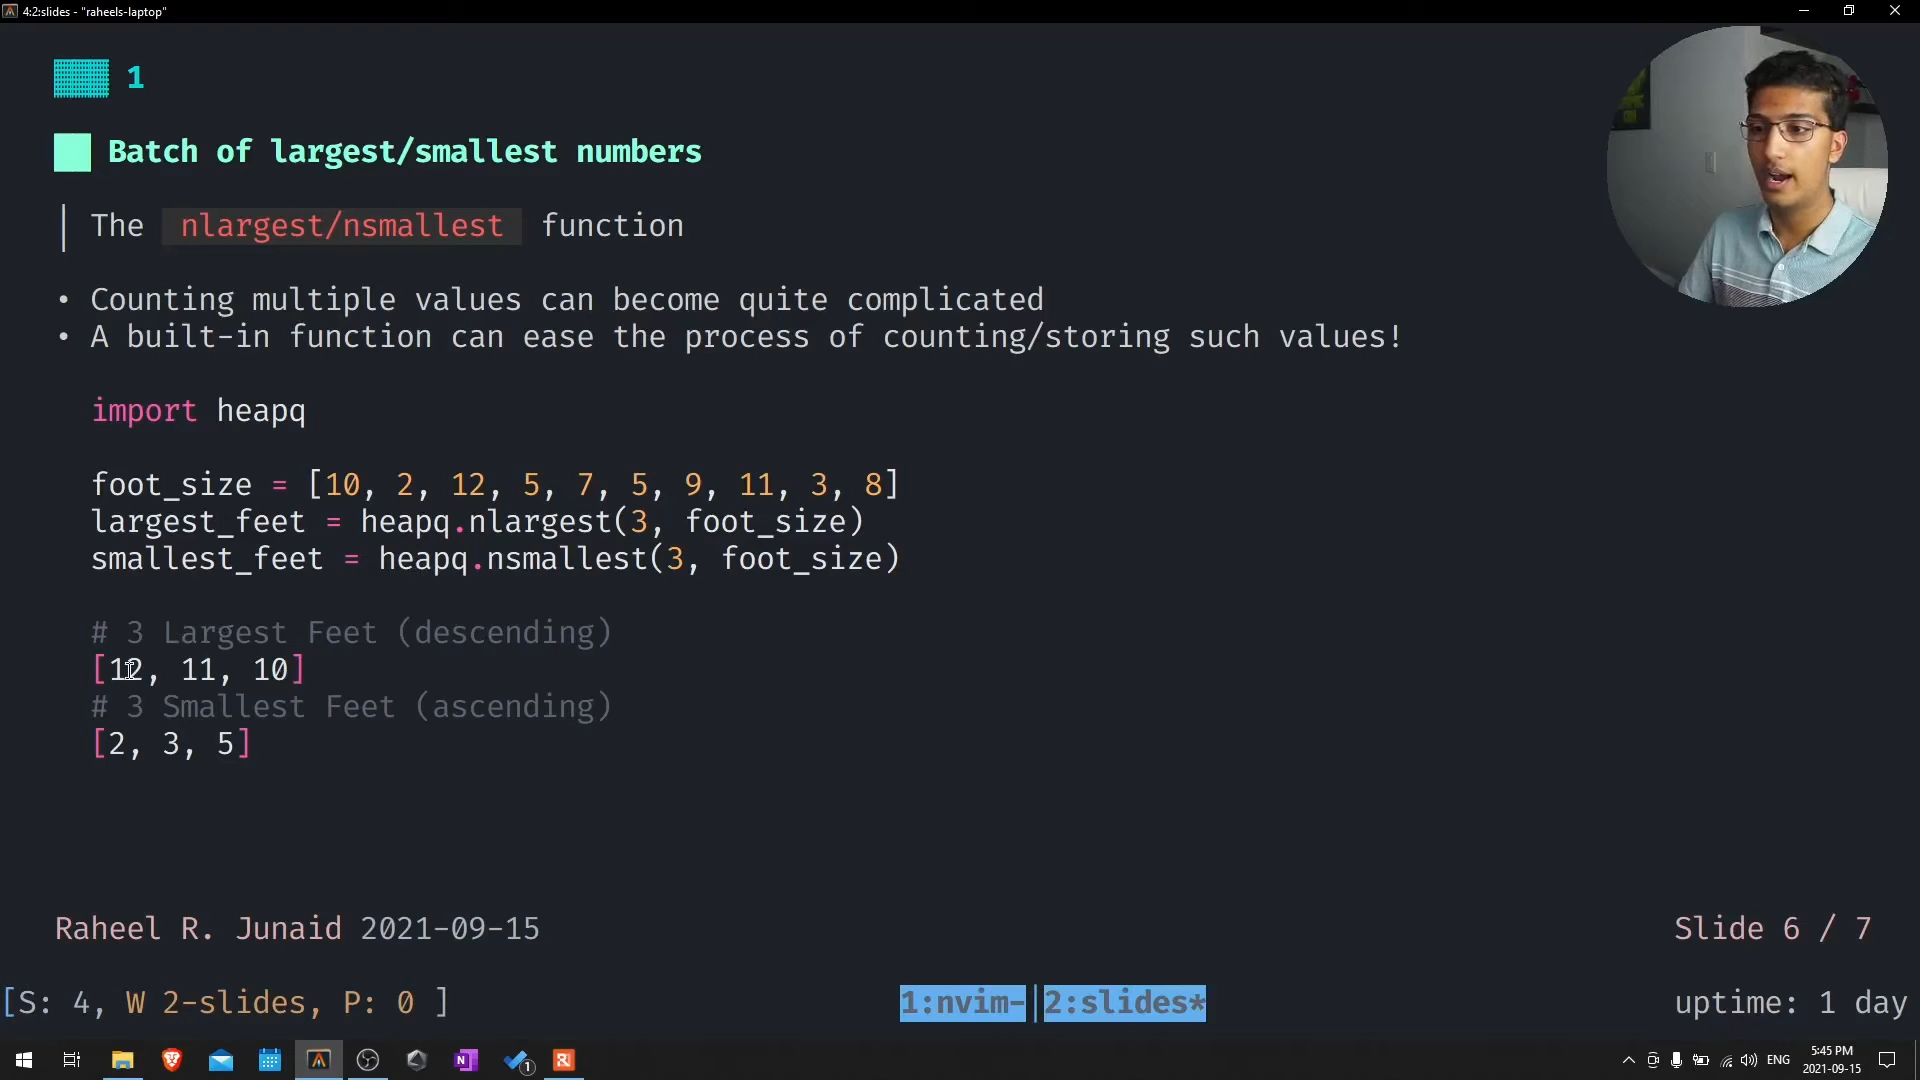 4:2:slides - "raheels-laptop"
1
Batch of largest/smallest numbers
The nlargest/nsmallest function
• Counting multiple values can become quite complicated
• A built-in function can ease the process of counting/storing such values!
import heapq
foot_size = [10, 2, 12, 5, 7, 5, 9, 11, 3, 8]
largest_feet = heapq.nlargest(3, foot_size)
smallest_feet = heapq.nsmallest(3, foot_size)
# 3 Largest Feet (descending)
[12, 11, 10]
# 3 Smallest Feet (ascending)
[2, 3, 5]
Raheel R. Junaid 2021-09-15
Slide 6 / 7
[S: 4, W 2-slides, P: 0 ]
1:nvim-|2:slides*
uptime: 1 day
N
1
RI
ENG
5:45 PM
2021-09-15